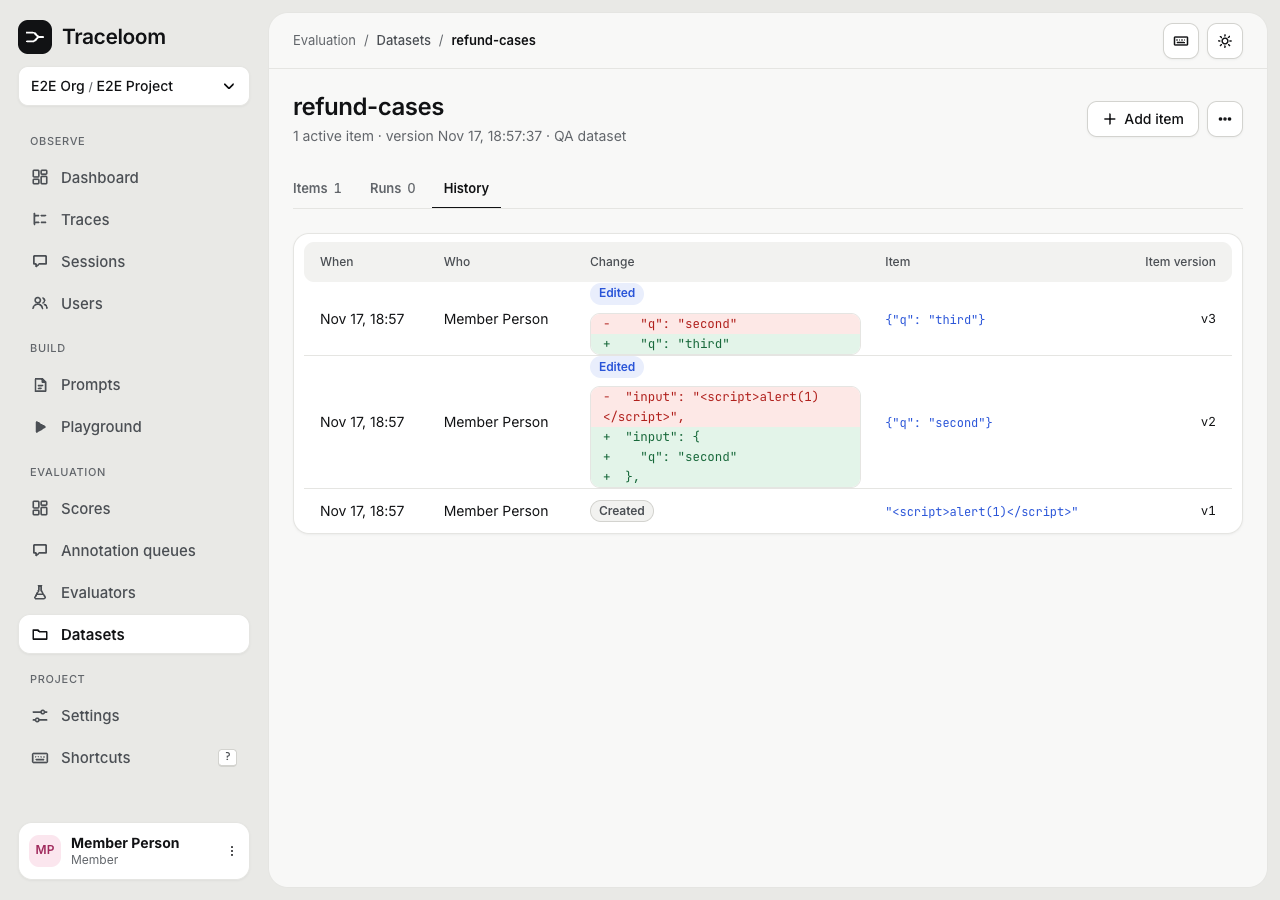 Traceloom
E2E Org / E2E Project
OBSERVE
Dashboard
Traces
Sessions
Users
BUILD
Prompts
Playground
EVALUATION
Scores
Annotation queues
Evaluators
Datasets
PROJECT
Settings
Shortcuts ?
MP Member Person
Member
Evaluation / Datasets / refund-cases
refund-cases
1 active item · version Nov 17, 18:57:37 · QA dataset
+ Add item
Items 1 Runs 0 History
When Who Change Item Item version
Edited
Nov 17, 18:57 Member Person {"q": "third"} v3
-    "q": "second"
+    "q": "third"
Edited
Nov 17, 18:57 Member Person {"q": "second"} v2
-  "input": "<script>alert(1)
</script>",
+  "input": {
+    "q": "second"
+  },
Nov 17, 18:57 Member Person Created "<script>alert(1)</script>" v1